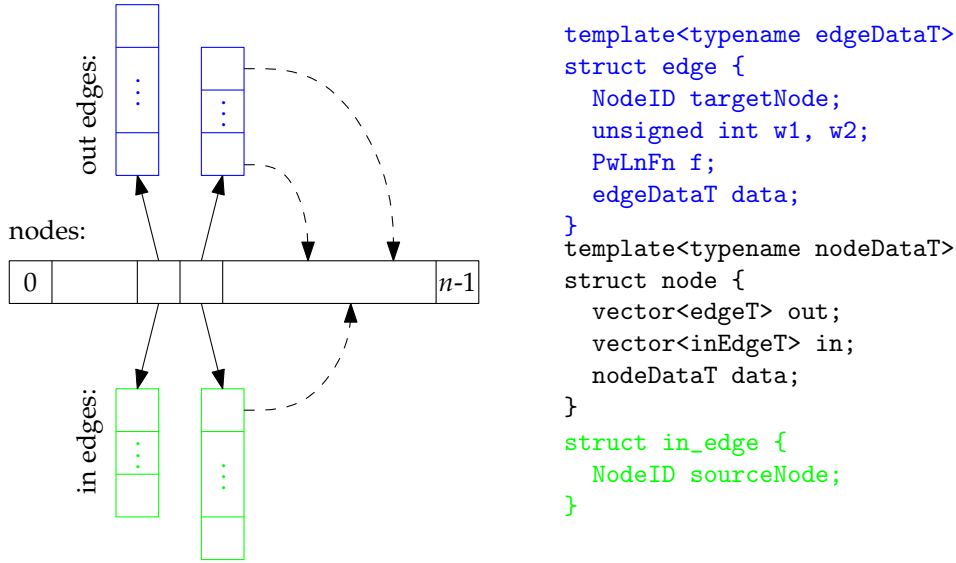 out edges:
nodes:
0
n-1
in edges:
template<typename edgeDataT>
struct edge {
NodeID targetNode;
unsigned int w1, w2;
PwLnFn f;
edgeDataT data;
}
template<typename nodeDataT>
struct node {
vector<edgeT> out;
vector<inEdgeT> in;
nodeDataT data;
}
struct in_edge {
NodeID sourceNode;
}